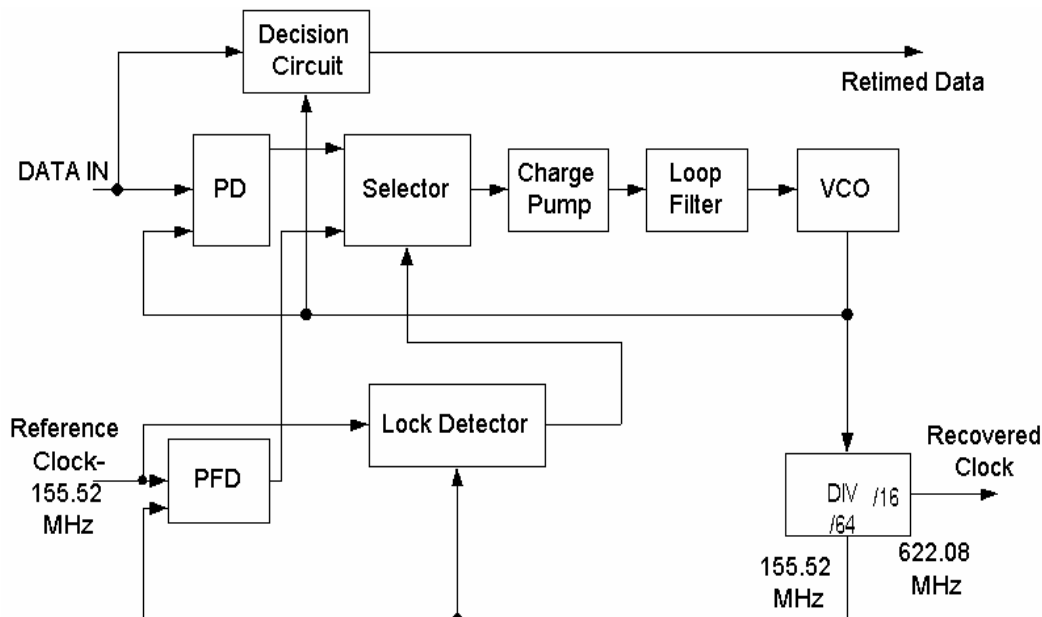 Decision
Circuit
Retimed Data
DATA IN
PD
Selector
Charge
Pump
Loop
Filter
VCO
Lock Detector
Reference
Clock-
155.52
MHz
PFD
Recovered
Clock
DIV /16
/64
155.52
MHz
622.08
MHz